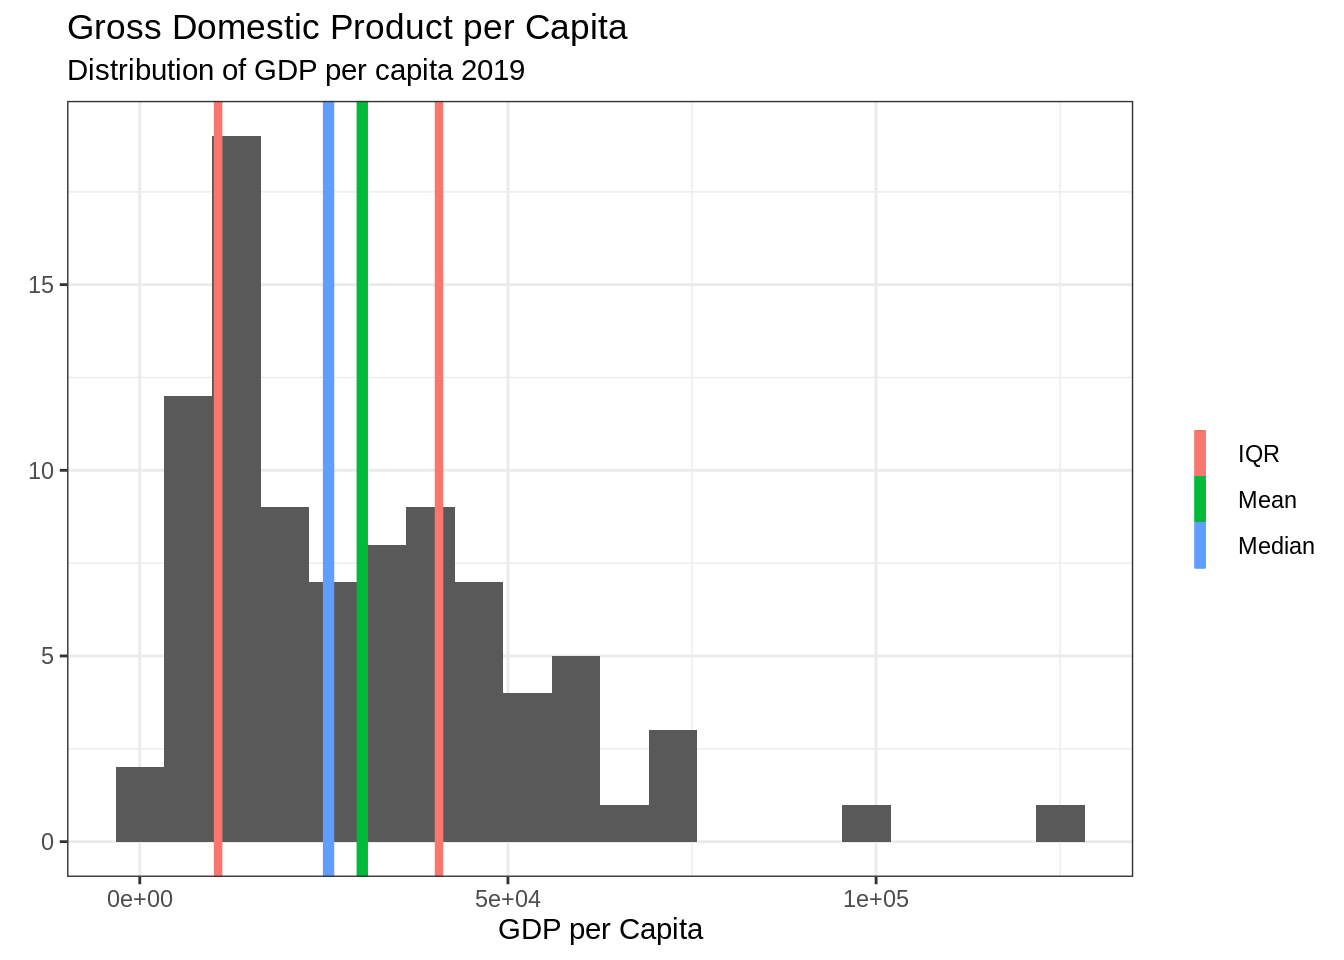 Gross Domestic Product per Capita
Distribution of GDP per capita 2019
15
10
5
0
0e+00 5e+04 1e+05
GDP per Capita
IQR
Mean
Median